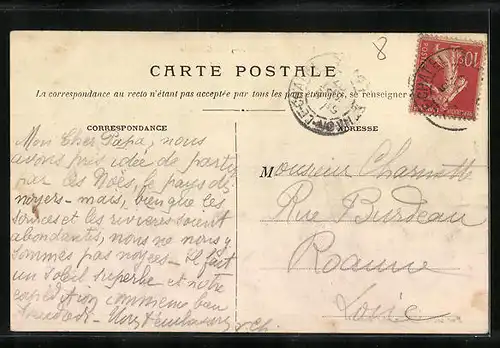 8
CARTE POSTALE
La correspondance au recto n'étant pas acceptée par tous les pays étrangers, se renseigner
CORRESPONDANCE
ADRESSE
Mon Cher Papa, nous
avons pris idée de partir
par les Noës, le pays des
noyers - mais, bien que les
sources et les rivières soient
abondantes, nous ne nous y
sommes pas noyés - Il fait
un soleil superbe et notre
expédition commence bien
Monsieur
Rue Burdeau
Roanne
Loire